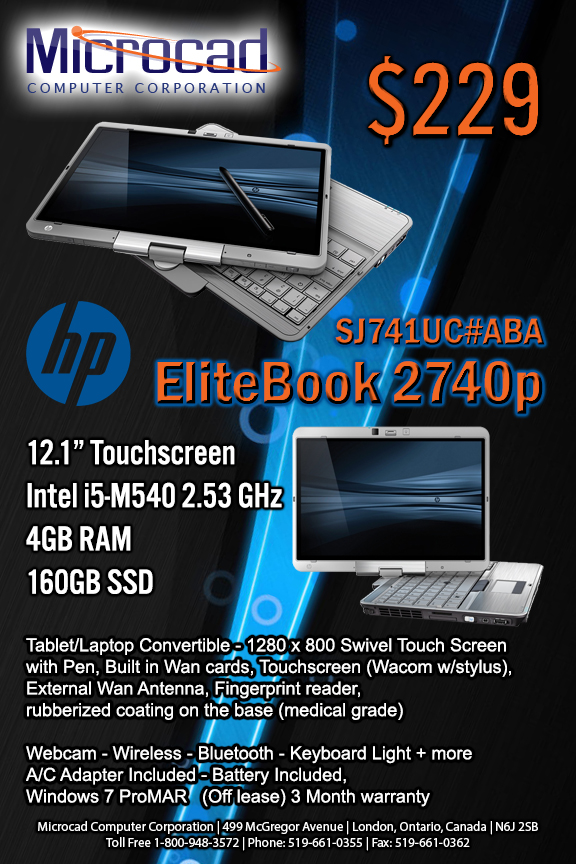 Microcad
COMPUTER CORPORATION
$229
hp
SJ741UC#ABA
EliteBook 2740p
12.1” Touchscreen
Intel i5-M540 2.53 GHz
4GB RAM
160GB SSD
Tablet/Laptop Convertible - 1280 x 800 Swivel Touch Screen
with Pen, Built in Wan cards, Touchscreen (Wacom w/stylus),
External Wan Antenna, Fingerprint reader,
rubberized coating on the base (medical grade)
Webcam - Wireless - Bluetooth - Keyboard Light + more
A/C Adapter Included - Battery Included,
Windows 7 ProMAR (Off lease) 3 Month warranty
Microcad Computer Corporation | 499 McGregor Avenue | London, Ontario, Canada | N6J 2SB
Toll Free 1-800-948-3572 | Phone: 519-661-0355 | Fax: 519-661-0362